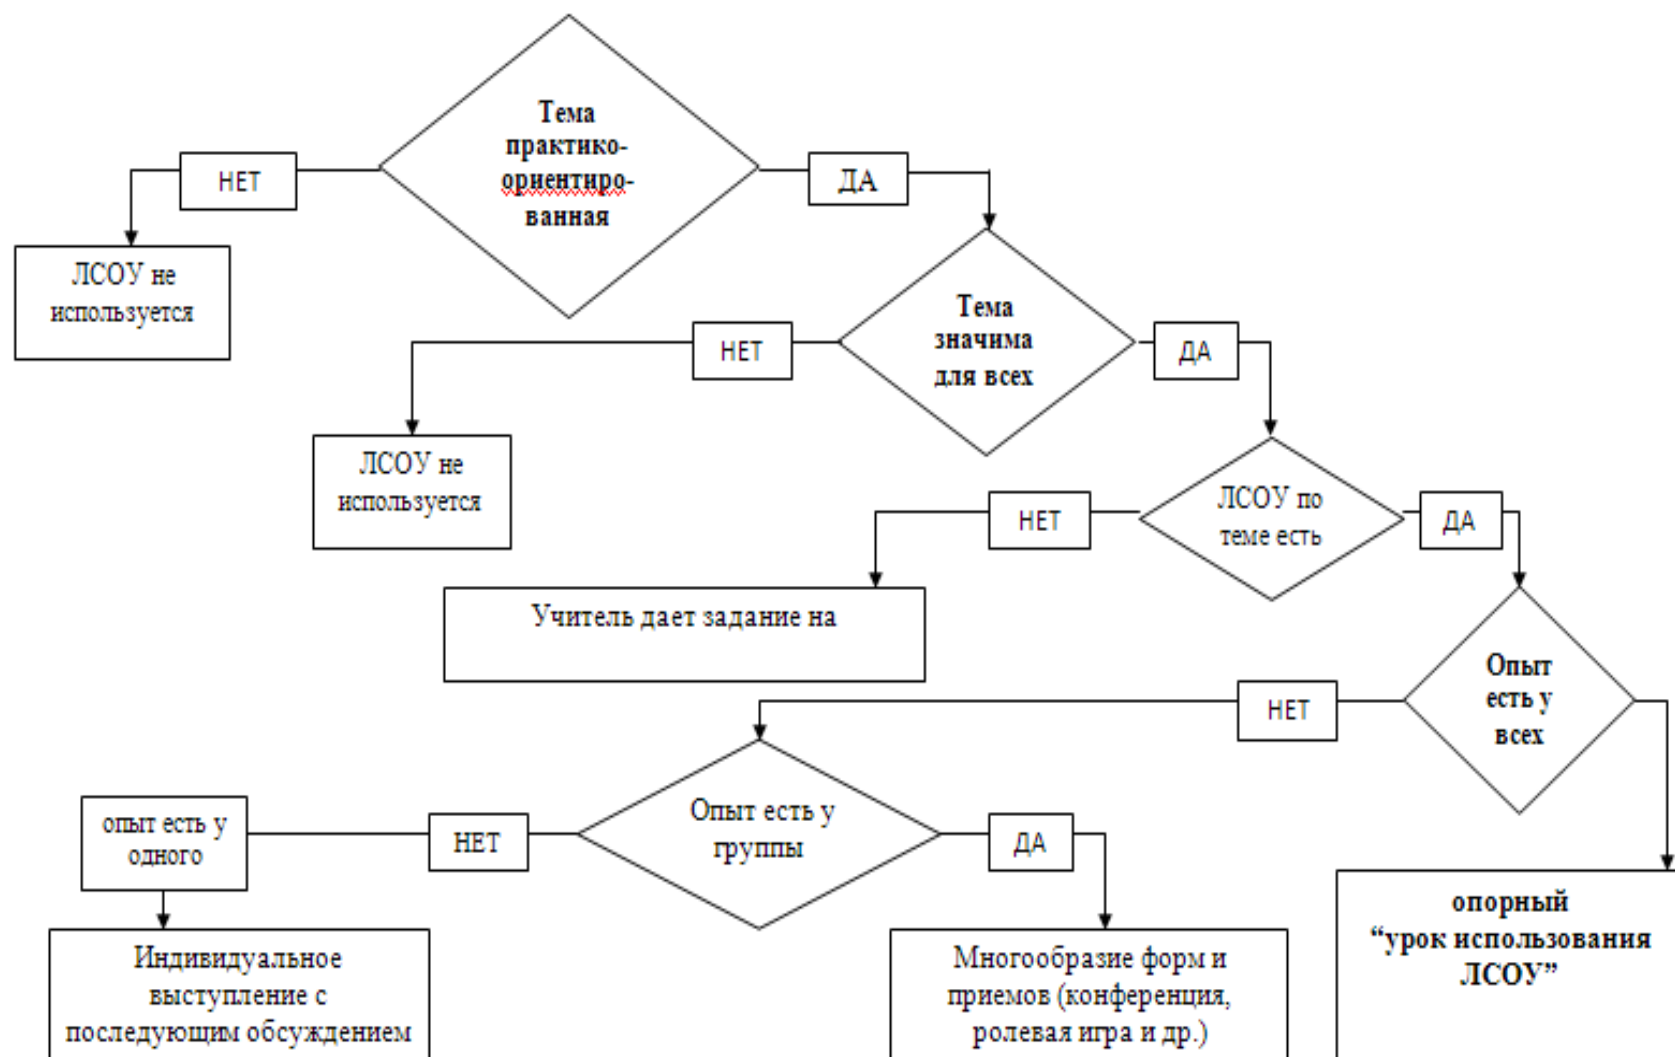 Тема
практико-
ориентиро-
ванная
НЕТ
ДА
ЛСОУ не
используется
Тема
значима
для всех
НЕТ
ДА
ЛСОУ не
используется
ЛСОУ по
теме есть
НЕТ
ДА
Учитель дает задание на
Опыт
есть у
всех
НЕТ
опыт есть у
одного
НЕТ
Опыт есть у
группы
ДА
опорный
“урок использования
ЛСОУ”
Индивидуальное
выступление с
последующим обсуждением
Многообразие форм и
приемов (конференция,
ролевая игра и др.)